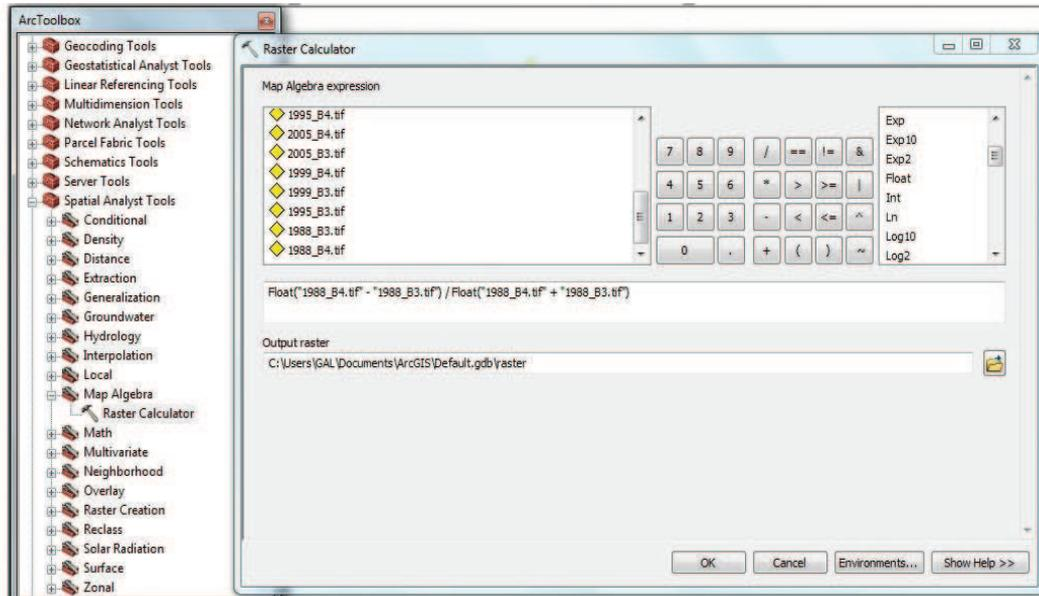 ArcToolbox
Geocoding Tools
Geostatistical Analyst Tools
Linear Referencing Tools
Multidimension Tools
Network Analyst Tools
Parcel Fabric Tools
Schematics Tools
Server Tools
Spatial Analyst Tools
Conditional
Density
Distance
Extraction
Generalization
Groundwater
Hydrology
Interpolation
Local
Map Algebra
Raster Calculator
Math
Multivariate
Neighborhood
Overlay
Raster Creation
Reclass
Solar Radiation
Surface
Zonal
Raster Calculator
Map Algebra expression
1995_B4.tif
2005_B4.tif
2005_B3.tif
1999_B4.tif
1999_B3.tif
1995_B3.tif
1988_B3.tif
1988_B4.tif
7 8 9 / == != &
4 5 6 * > >= |
1 2 3 - < <= ^
0 . + ( ) ~
Exp
Exp10
Exp2
Float
Int
Ln
Log10
Log2
Float("1988_B4.tif" - "1988_B3.tif") / Float("1988_B4.tif" + "1988_B3.tif")
Output raster
C:\Users\GAL\Documents\ArcGIS\Default.gdb\raster
OK Cancel Environments... Show Help >>